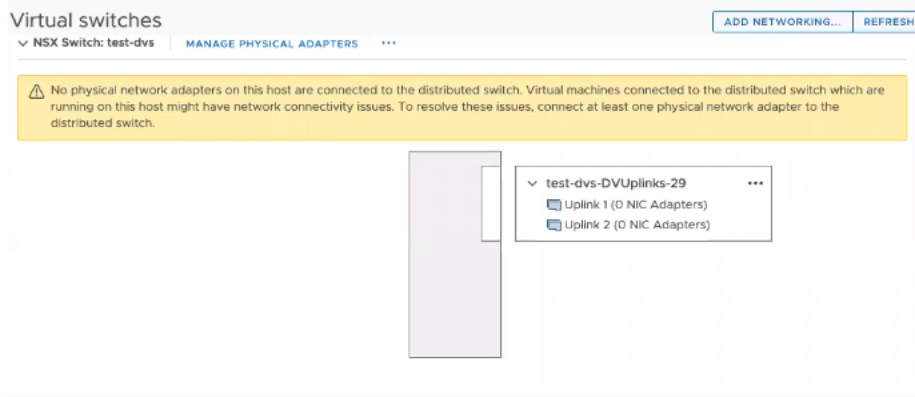 Virtual switches
ADD NETWORKING...
REFRESH
NSX Switch: test-dvs
MANAGE PHYSICAL ADAPTERS
...
No physical network adapters on this host are connected to the distributed switch. Virtual machines connected to the distributed switch which are
running on this host might have network connectivity issues. To resolve these issues, connect at least one physical network adapter to the
distributed switch.
test-dvs-DVUplinks-29
...
Uplink 1 (0 NIC Adapters)
Uplink 2 (0 NIC Adapters)